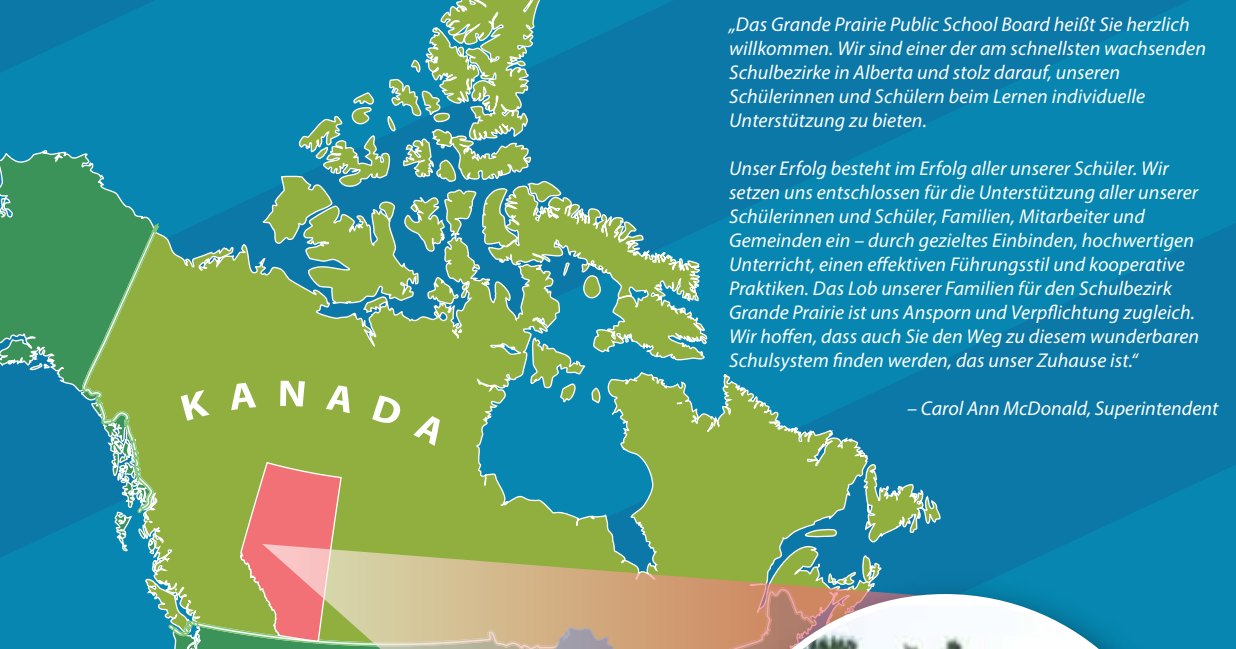 „Das Grande Prairie Public School Board heißt Sie herzlich
willkommen. Wir sind einer der am schnellsten wachsenden
Schulbezirke in Alberta und stolz darauf, unseren
Schülerinnen und Schülern beim Lernen individuelle
Unterstützung zu bieten.
Unser Erfolg besteht im Erfolg aller unserer Schüler. Wir
setzen uns entschlossen für die Unterstützung aller unserer
Schülerinnen und Schüler, Familien, Mitarbeiter und
Gemeinden ein – durch gezieltes Einbinden, hochwertigen
Unterricht, einen effektiven Führungsstil und kooperative
Praktiken. Das Lob unserer Familien für den Schulbezirk
Grande Prairie ist uns Ansporn und Verpflichtung zugleich.
Wir hoffen, dass auch Sie den Weg zu diesem wunderbaren
Schulsystem finden werden, das unser Zuhause ist.“
– Carol Ann McDonald, Superintendent
KANADA